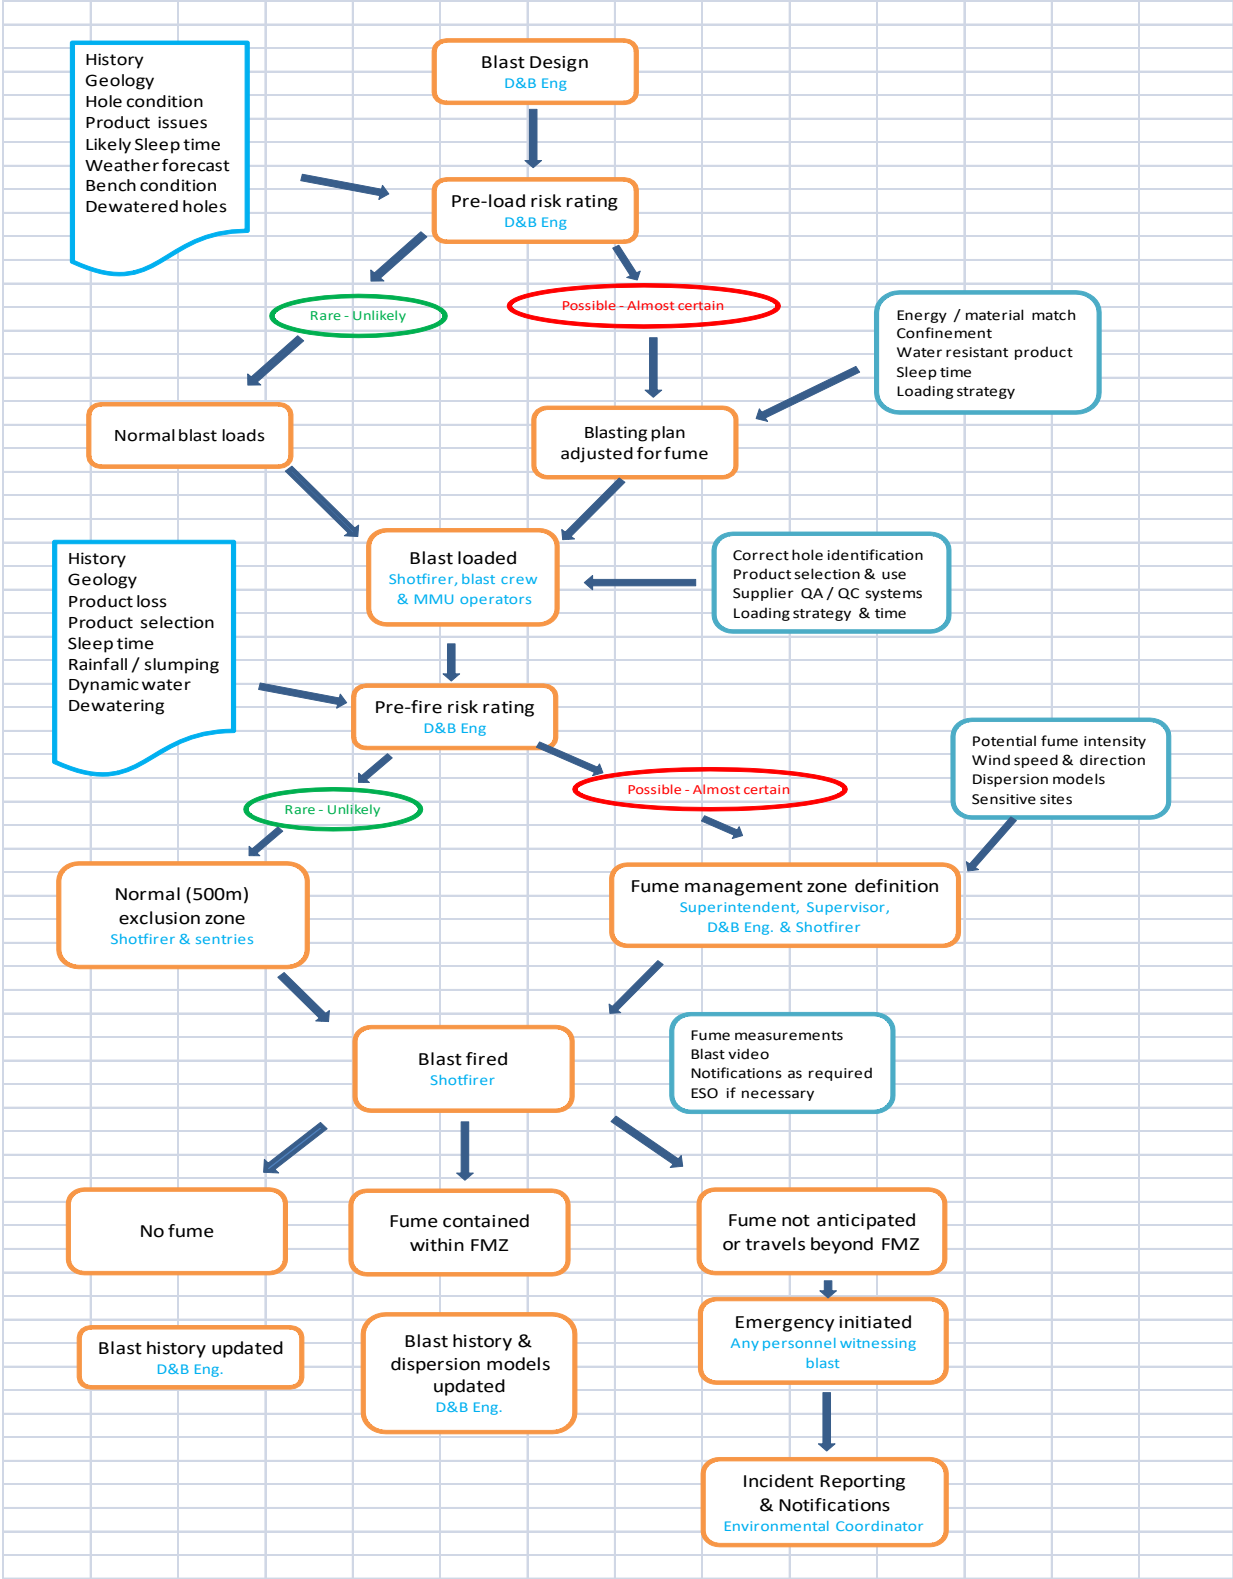 History
Geology
Hole condition
Product issues
Likely Sleep time
Weather forecast
Bench condition
Dewatered holes
Blast Design
D&B Eng
Pre-load risk rating
D&B Eng
Rare - Unlikely
Possible - Almost certain
Energy / material match
Confinement
Water resistant product
Sleep time
Loading strategy
Normal blast loads
Blasting plan
adjusted for fume
Blast loaded
Shotfirer, blast crew
& MMU operators
Correct hole identification
Product selection & use
Supplier QA / QC systems
Loading strategy & time
History
Geology
Product loss
Product selection
Sleep time
Rainfall / slumping
Dynamic water
Dewatering
Pre-fire risk rating
D&B Eng
Rare - Unlikely
Possible - Almost certain
Potential fume intensity
Wind speed & direction
Dispersion models
Sensitive sites
Normal (500m)
exclusion zone
Shotfirer & sentries
Fume management zone definition
Superintendent, Supervisor,
D&B Eng. & Shotfirer
Blast fired
Shotfirer
Fume measurements
Blast video
Notifications as required
ESO if necessary
No fume
Fume contained
within FMZ
Fume not anticipated
or travels beyond FMZ
Blast history updated
D&B Eng.
Blast history &
dispersion models
updated
D&B Eng.
Emergency initiated
Any personnel witnessing
blast
Incident Reporting
& Notifications
Environmental Coordinator